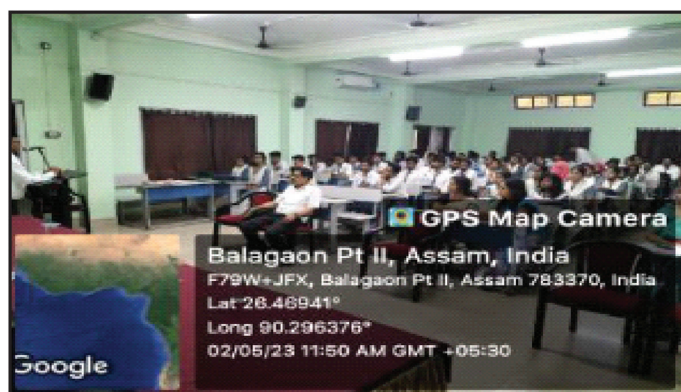 GPS Map Camera
Balagaon Pt II, Assam, India
F79W+JFX, Balagaon Pt II, Assam 783370, India
Lat 26.46941°
Long 90.296376°
02/05/23 11:50 AM GMT +05:30
Google